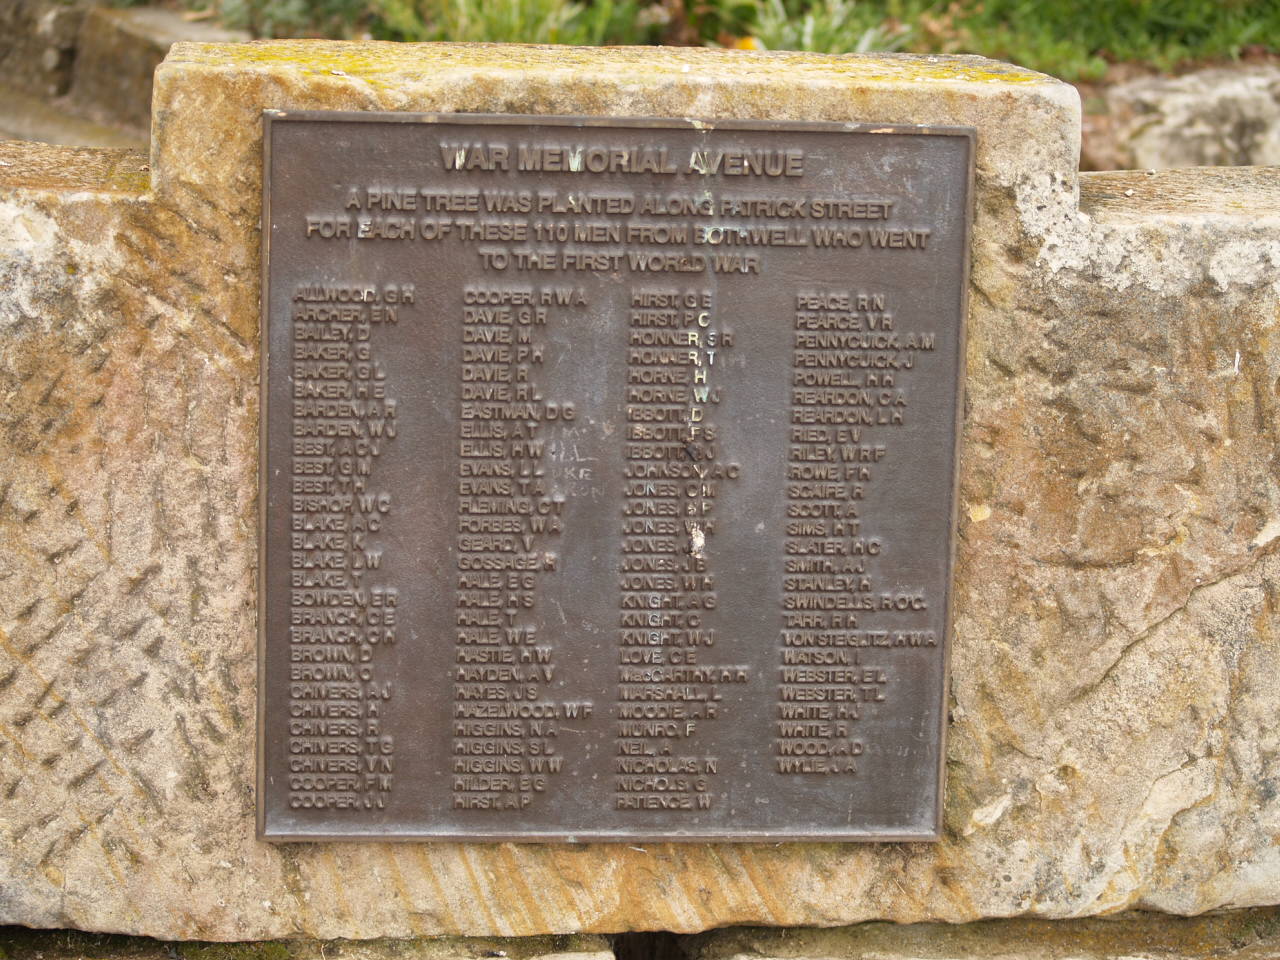 WAR MEMORIAL AVENUE
A PINE TREE WAS PLANTED ALONG PATRICK STREET
FOR EACH OF THESE 110 MEN FROM BOTHWELL WHO WENT
TO THE FIRST WORLD WAR
ALLWOOD, G H
ARCHER, E N
BAILEY, D
BAKER, G
BAKER, G L
BAKER, H E
BARDEN, A R
BARDEN, W J
BEST, A C J
BEST, G M
BEST, T H
BISHOP, W C
BLAKE, A C
BLAKE, K
BLAKE, L W
BLAKE, T
BOWDEN, E R
BRANCH, C E
BRANCH, C H
BROWN, D
BROWN, O
CHIVERS, A J
CHIVERS, H
CHIVERS, T G
CHIVERS, V N
COOPER, F M
COOPER, J J
COOPER, R W A
DAVIE, G R
DAVIE, M
DAVIE, P H
DAVIE, R
DAVIE, R L
EASTMAN, D G
ELLIS, A T
ELLIS, H W
EVANS, L L
EVANS, T A
FLEMING, C T
FORBES, W A
GEARD, V
GOSSAGE, H
HALE, E G
HALE, H S
HALE, T
HALE, W E
HASTIE, H W
HAYDEN, A V
HAYES, J S
HAZELWOOD, W F
HIGGINS, N A
HIGGINS, S L
HIGGINS, W W
HILDER, E G
HIRST, A P
HIRST, G E
HIRST, P C
HONNER, S R
HONNER, T
HORNE, H
HORNE, W J
IBBOTT, D
IBBOTT, F S
IBBOTT, J
JOHNSON, A C
JONES, C M
JONES, P
JONES, H
JONES, J
JONES, J E
JONES, W H
KNIGHT, A G
KNIGHT, C
KNIGHT, W J
LOVE, C E
MacCARTHY, H H
MARSHALL, L
MOODIE, A R
MUNRO, F
NEIL, A
NICHOLAS, N
NICHOLS, G
PATIENCE, W
PEACE, R N
PEARCE, V R
PENNYCUICK, A M
PENNYCUICK, J
POWELL, H H
REARDON, C A
REARDON, L H
RIED, E V
RILEY, W R F
ROWE, F H
SCAIFE, R
SCOTT, A
SIMS, H T
SLATER, H C
SMITH, A J
STANLEY, H
SWINDELLS, R O C
TARR, R H
VON STEIGLITZ, H W A
WATSON, I
WEBSTER, E L
WEBSTER, T L
WHITE, H J
WHITE, R
WOOD, A D
WYLIE, J A